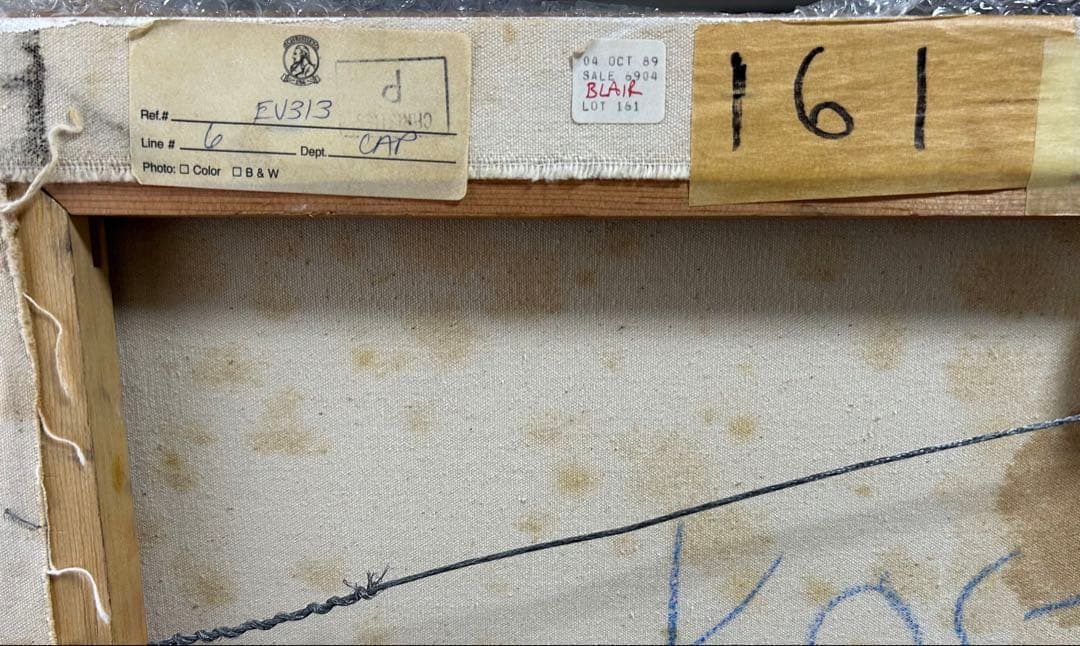 Ref.# EV313
Line # 6 Dept. CAP
Photo: ☐ Color ☐ B & W
04 OCT 89
SALE 6904
BLAIR
LOT 161
161